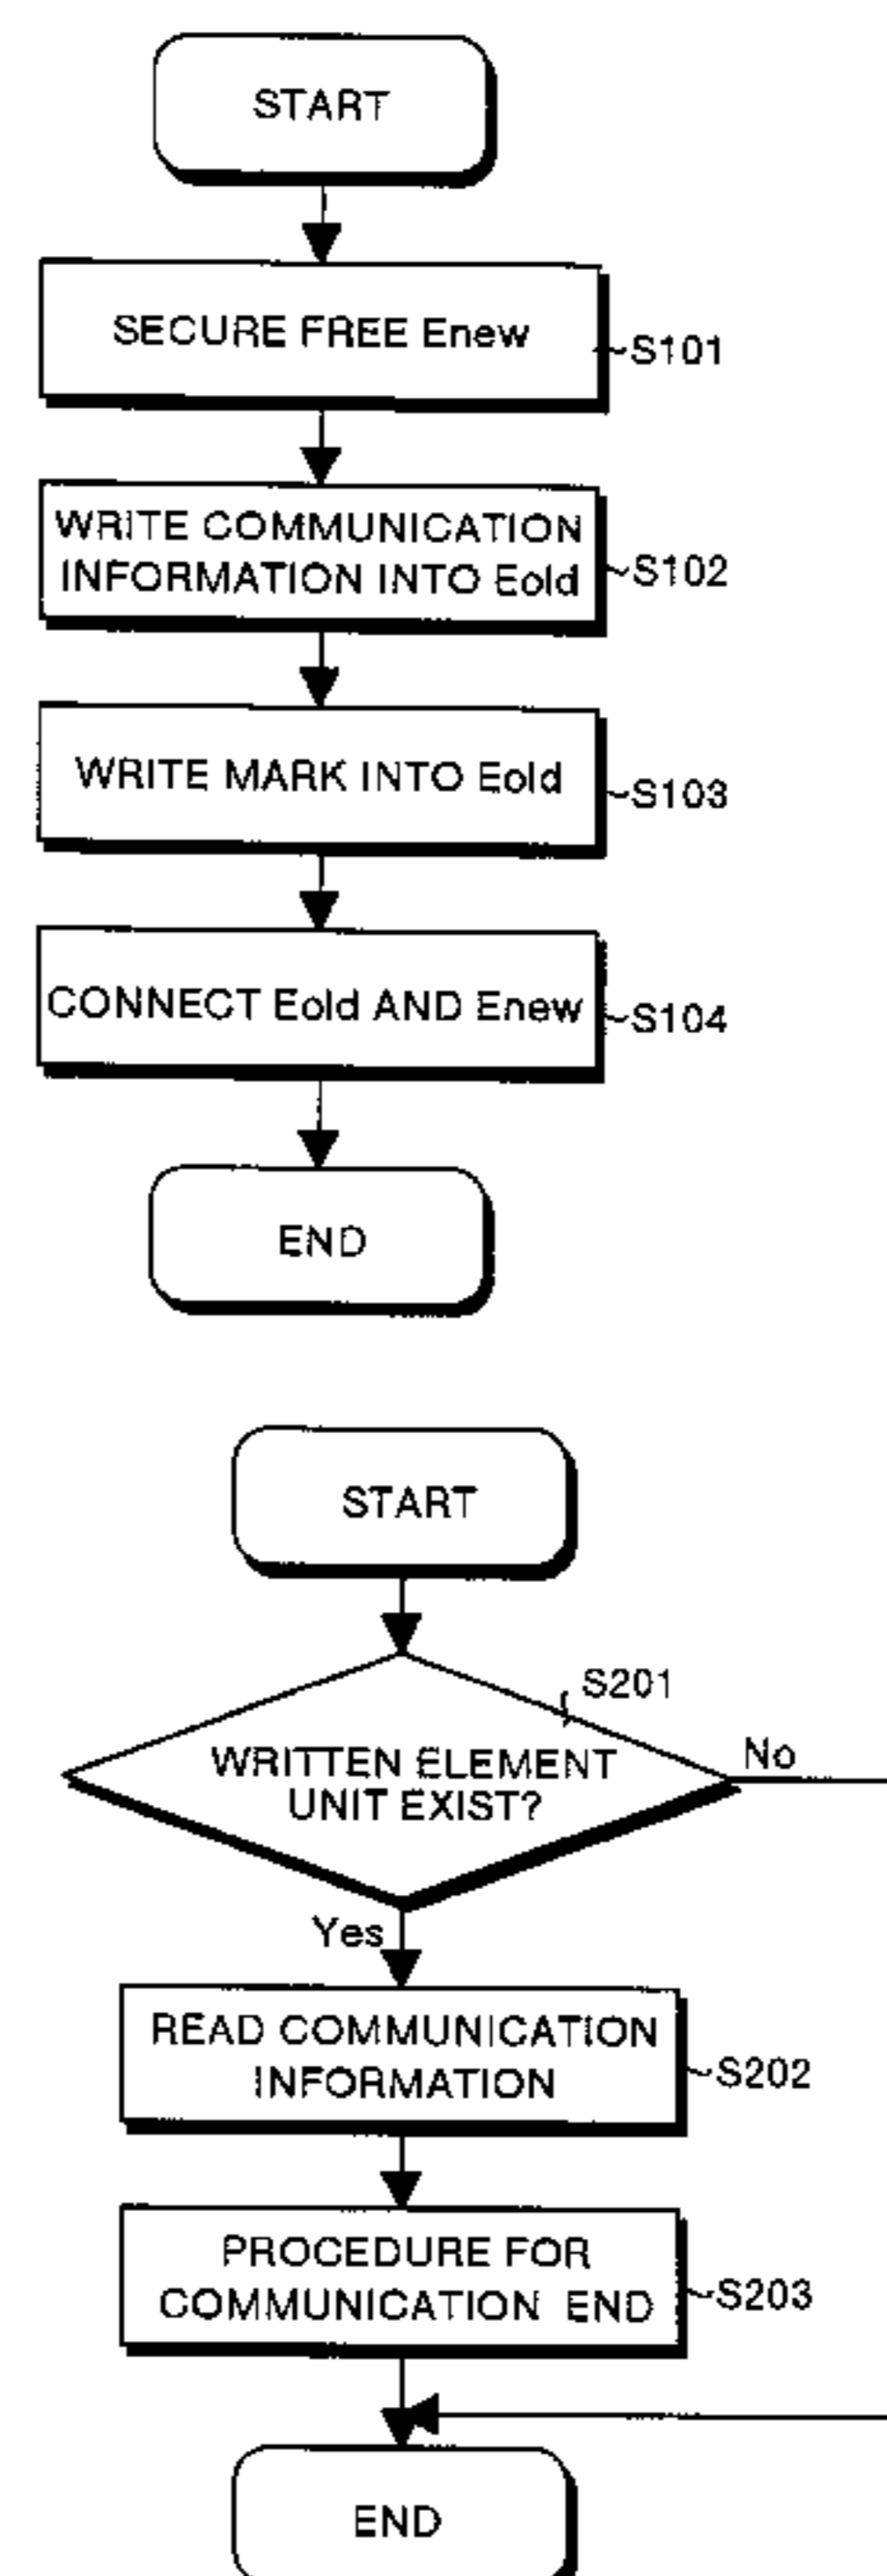 START
SECURE FREE Enew
S101
WRITE COMMUNICATION
INFORMATION INTO Eold
S102
WRITE MARK INTO Eold
S103
CONNECT Eold AND Enew
S104
END
START
S201
WRITTEN ELEMENT
UNIT EXIST?
No
Yes
READ COMMUNICATION
INFORMATION
S202
PROCEDURE FOR
COMMUNICATION END
S203
END